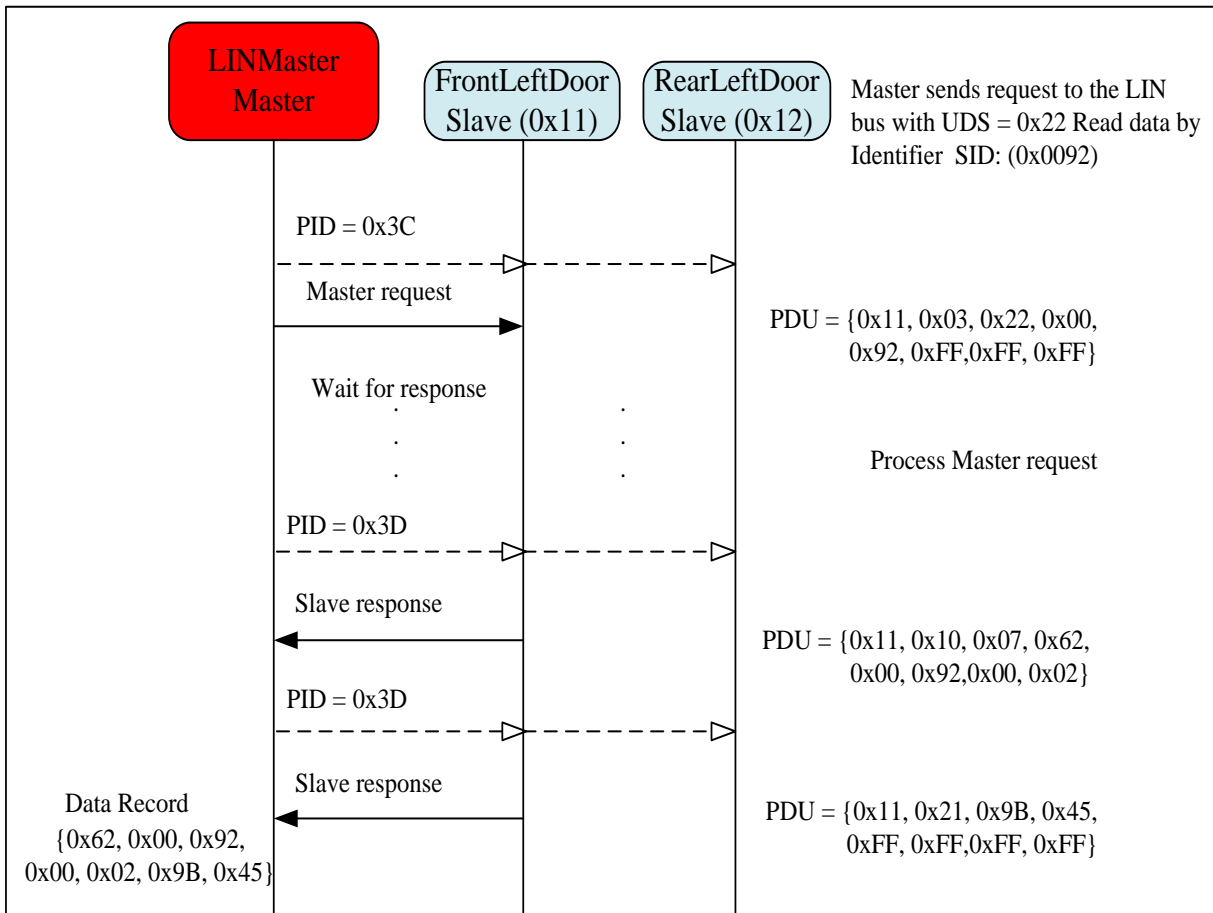 LINMaster
Master
FrontLeftDoor
Slave (0x11)
RearLeftDoor
Slave (0x12)
Master sends request to the LIN
bus with UDS = 0x22 Read data by
Identifier  SID: (0x0092)
PID = 0x3C
Master request
PDU = {0x11, 0x03, 0x22, 0x00,
0x92, 0xFF,0xFF, 0xFF}
Wait for response
Process Master request
PID = 0x3D
Slave response
PDU = {0x11, 0x10, 0x07, 0x62,
0x00, 0x92,0x00, 0x02}
PID = 0x3D
Slave response
PDU = {0x11, 0x21, 0x9B, 0x45,
0xFF, 0xFF,0xFF, 0xFF}
Data Record
{0x62, 0x00, 0x92,
0x00, 0x02, 0x9B, 0x45}